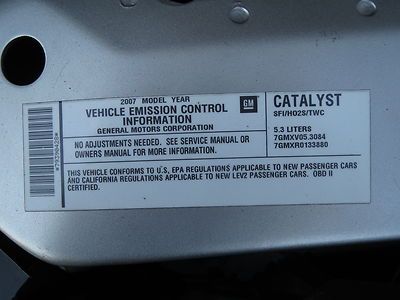 2007 MODEL YEAR
VEHICLE EMISSION CONTROL
INFORMATION
GENERAL MOTORS CORPORATION
GM
CATALYST
SFI/HO2S/TWC
5.3 LITERS
7GMXV05.3084
7GMXR0133880
NO ADJUSTMENTS NEEDED. SEE SERVICE MANUAL OR
OWNERS MANUAL FOR MORE INFORMATION
THIS VEHICLE CONFORMS TO U.S, EPA REGULATIONS APPLICABLE TO NEW PASSENGER CARS
AND CALIFORNIA REGULATIONS APPLICABLE TO NEW LEV2 PASSENGER CARS. OBD II
CERTIFIED.